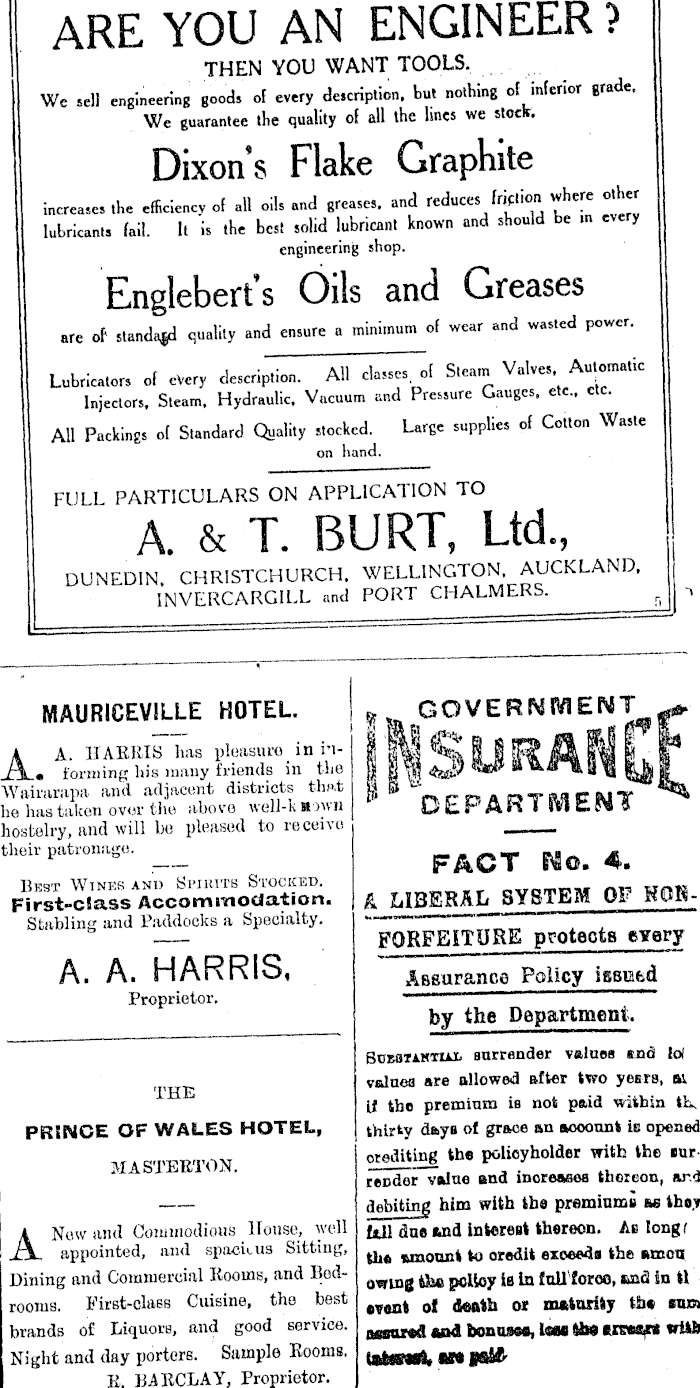 ARE YOU AN ENGINEER?
THEN YOU WANT TOOLS.
We sell engineering goods of every description, but nothing of inferior grade.
We guarantee the quality of all the lines we stock.
Dixon's Flake Graphite
increases the efficiency of all oils and greases, and reduces friction where other
lubricants fail. It is the best solid lubricant known and should be in every
engineering shop.
Englebert's Oils and Greases
are of standard quality and ensure a minimum of wear and wasted power.
Lubricators of every description. All classes of Steam Valves, Automatic
Injectors, Steam, Hydraulic, Vacuum and Pressure Gauges, etc., etc.
All Packings of Standard Quality stocked. Large supplies of Cotton Waste
on hand.
FULL PARTICULARS ON APPLICATION TO
A. & T. BURT, Ltd.,
DUNEDIN, CHRISTCHURCH, WELLINGTON, AUCKLAND,
INVERCARGILL and PORT CHALMERS.
5
MAURICEVILLE HOTEL.
A. A. HARRIS has pleasure in in-
forming his many friends in the
Wairarapa and adjacent districts that
he has taken over the above well-known
hostelry, and will be pleased to receive
their patronage.
BEST WINES AND SPIRITS STOCKED.
First-class Accommodation.
Stabling and Paddocks a Specialty.
A. A. HARRIS,
Proprietor.
THE
PRINCE OF WALES HOTEL,
MASTERTON.
A New and Commodious House, well
appointed, and spacious Sitting,
Dining and Commercial Rooms, and Bed-
rooms. First-class Cuisine, the best
brands of Liquors, and good service.
Night and day porters. Sample Rooms.
R. BARCLAY, Proprietor.
GOVERNMENT
INSURANCE
DEPARTMENT
FACT No. 4.
A LIBERAL SYSTEM OF NON-
FORFEITURE protects every
Assurance Policy issued
by the Department.
SUBSTANTIAL surrender values and
values are allowed after two years,
if the premium is not paid within
thirty days of grace an account is opened
crediting the policyholder with the sur-
render value and increases thereon, and
debiting him with the premiums as they
fall due and interest thereon. As long
the amount to credit exceeds the
owing the policy is in full force, and in
event of death or maturity the sum
assured and bonuses, less the arrears with
interest, are paid